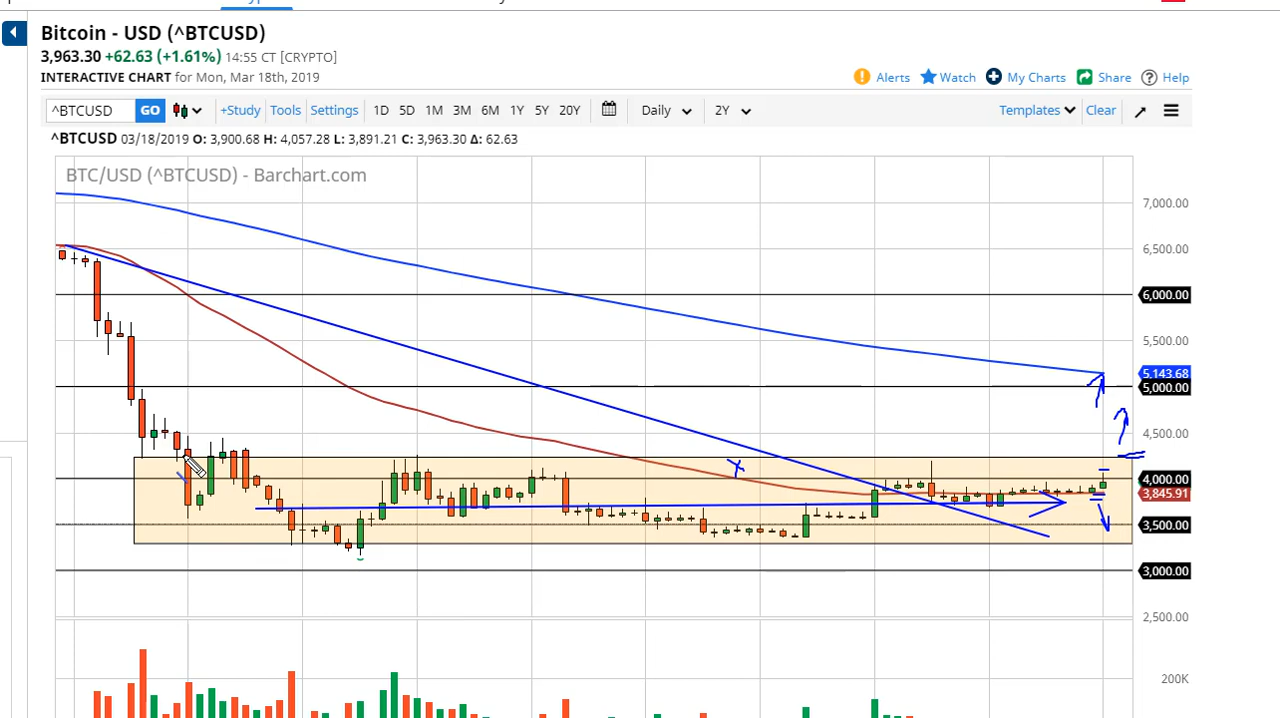 Bitcoin - USD (^BTCUSD)
3,963.30 +62.63 (+1.61%) 14:55 CT [CRYPTO]
INTERACTIVE CHART for Mon, Mar 18th, 2019
Alerts Watch My Charts Share Help
^BTCUSD GO +Study Tools Settings 1D 5D 1M 3M 6M 1Y 5Y 20Y Daily 2Y Templates Clear
^BTCUSD 03/18/2019 O: 3,900.68 H: 4,057.28 L: 3,891.21 C: 3,963.30 Δ: 62.63
BTC/USD (^BTCUSD) - Barchart.com
7,000.00
6,500.00
6,000.00
5,500.00
5,143.68
5,000.00
4,500.00
4,000.00
3,845.91
3,500.00
3,000.00
2,500.00
200K